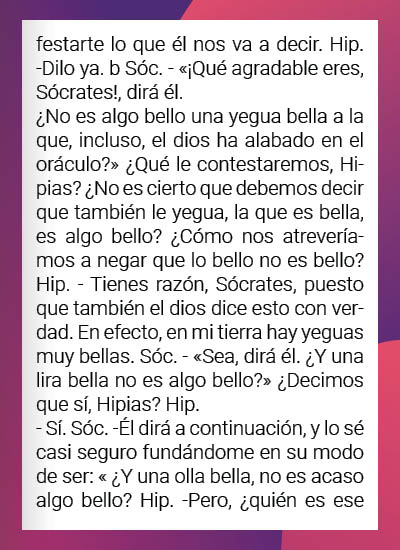 festarte lo que él nos va a decir. Hip.
-Dilo ya. b Sóc. - «¡Qué agradable eres,
Sócrates!, dirá él.
¿No es algo bello una yegua bella a la
que, incluso, el dios ha alabado en el
oráculo?» ¿Qué le contestaremos, Hi-
pias? ¿No es cierto que debemos decir
que también le yegua, la que es bella,
es algo bello? ¿Cómo nos atrevería-
mos a negar que lo bello no es bello?
Hip. - Tienes razón, Sócrates, puesto
que también el dios dice esto con ver-
dad. En efecto, en mi tierra hay yeguas
muy bellas. Sóc. - «Sea, dirá él. ¿Y una
lira bella no es algo bello?» ¿Decimos
que sí, Hipias? Hip.
- Sí. Sóc. -Él dirá a continuación, y lo sé
casi seguro fundándome en su modo
de ser: « ¿Y una olla bella, no es acaso
algo bello? Hip. -Pero, ¿quién es ese